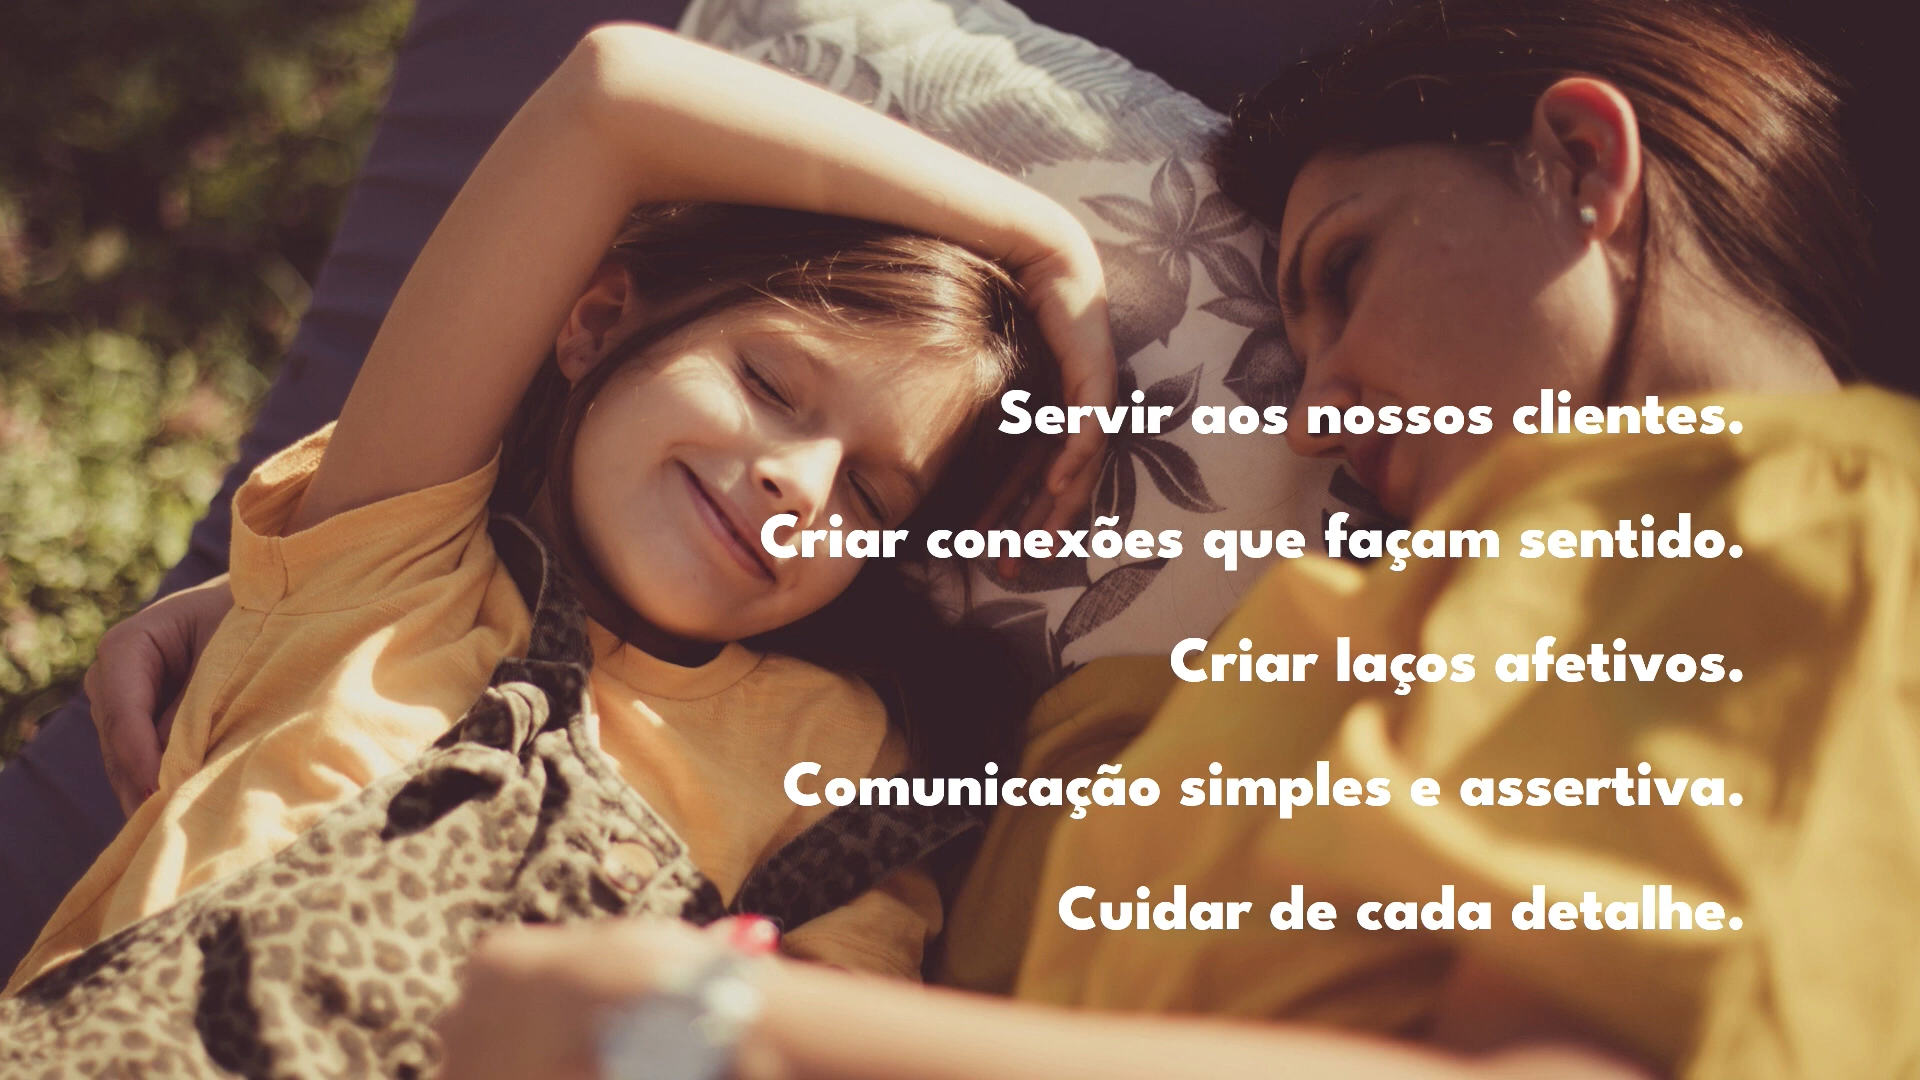 Servir aos nossos clientes.
Criar conexões que façam sentido.
Criar laços afetivos.
Comunicação simples e assertiva.
Cuidar de cada detalhe.